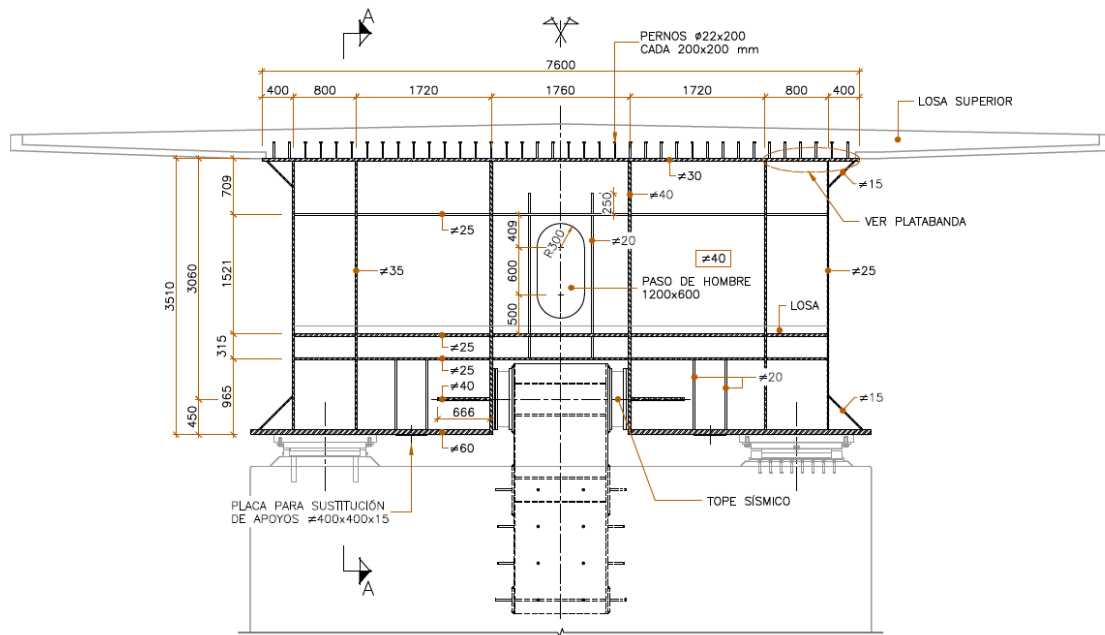 A
PERNOS Ø22x200
CADA 200x200 mm
7600
400
800
1720
1760
1720
800
400
LOSA SUPERIOR
≠30
≠15
709
≠40
250
VER PLATABANDA
≠25
409
R300
≠20
≠40
3510
3060
1521
≠35
600
PASO DE HOMBRE
1200x600
≠25
500
LOSA
315
≠25
≠25
≠20
965
≠40
450
666
≠15
≠60
PLACA PARA SUSTITUCIÓN
DE APOYOS ≠400x400x15
TOPE SÍSMICO
A